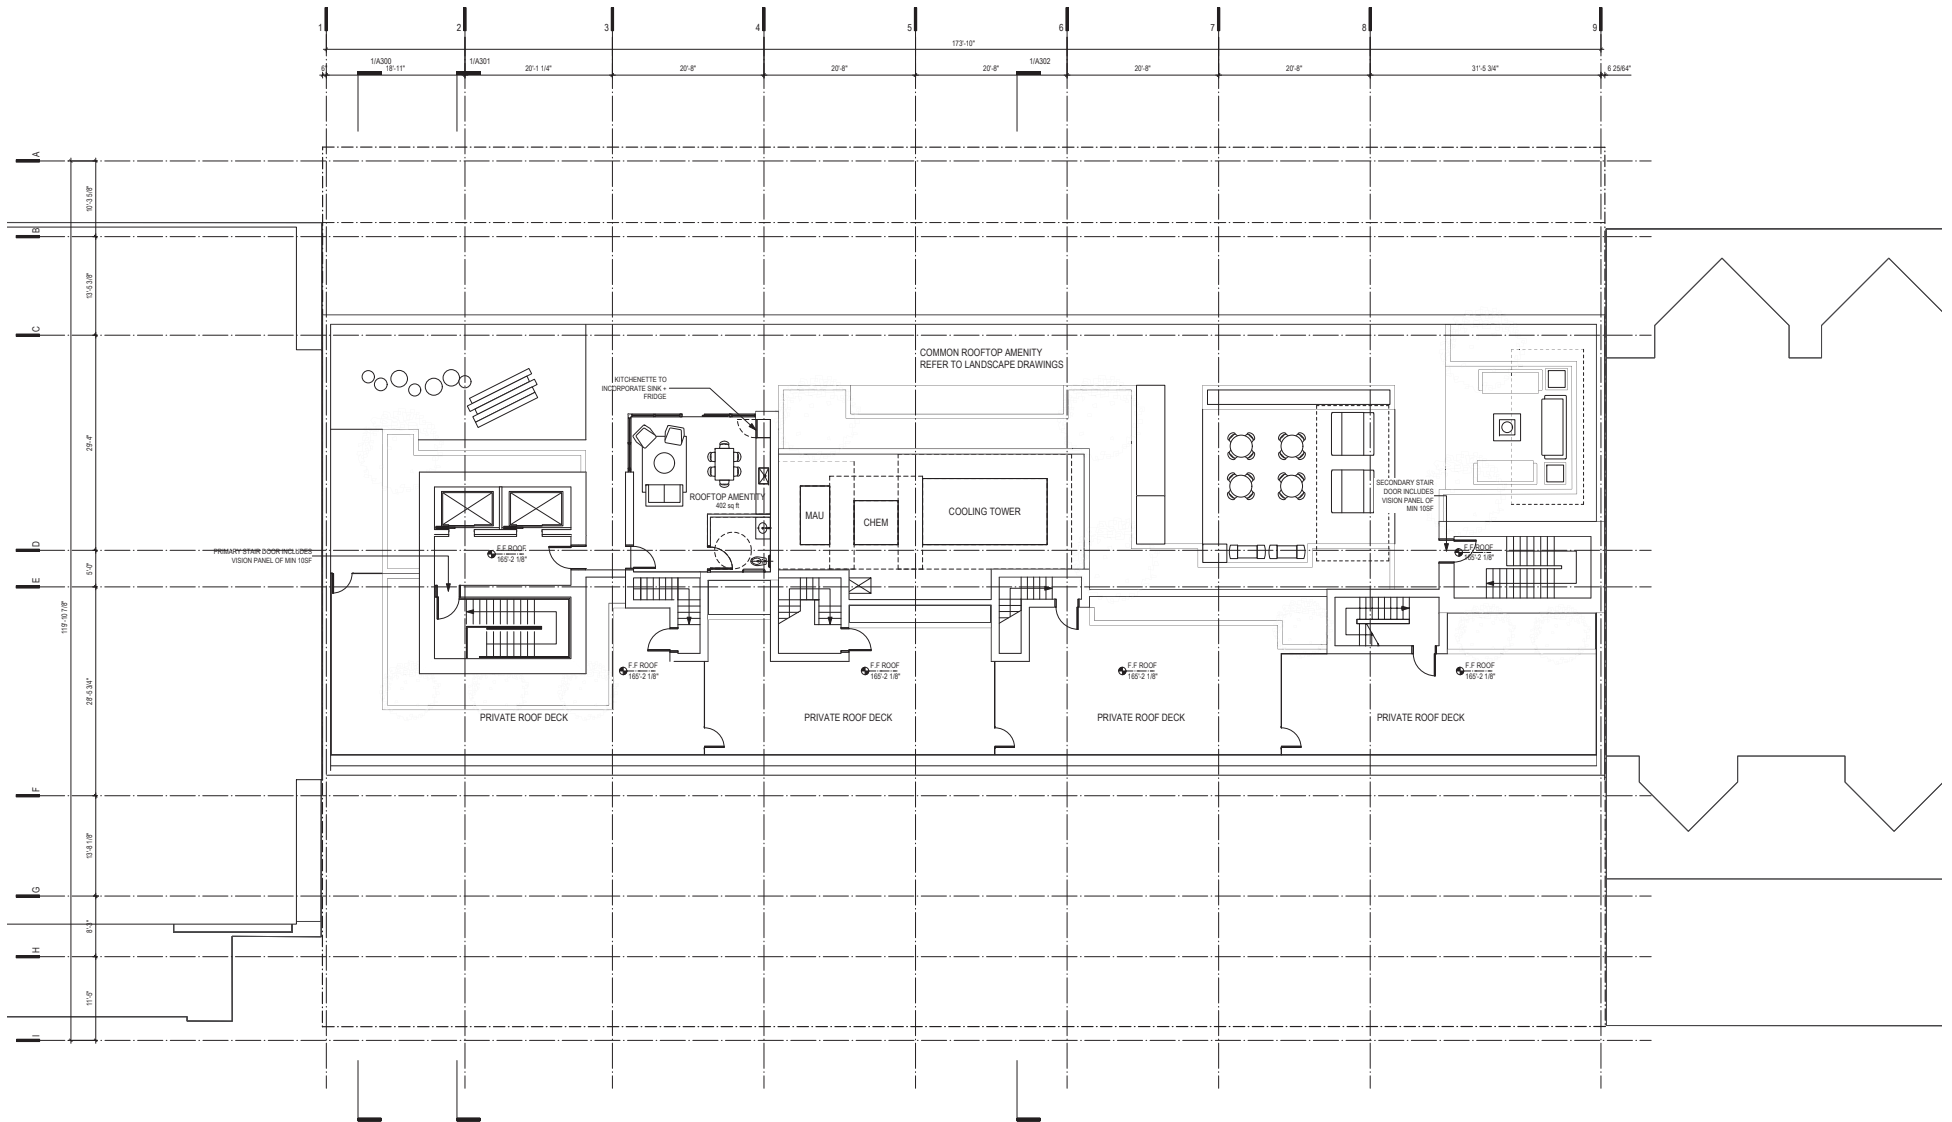 1 2 3 4 5 6 7 8 9
173'-10"
1/A300 1/A301 1/A302
6" 18'-11" 20'-1 1/4" 20'-8" 20'-8" 20'-8" 20'-8" 20'-8" 31'-5 3/4" 6 25/64"
A
10'-3 5/8"
B
13'-5 3/8"
C
29'-4"
D
5'-0"
E
119'-10 7/8"
28'-5 3/4"
F
13'-8 1/8"
G
8'-3"
H
11'-5"
I
COMMON ROOFTOP AMENITY
REFER TO LANDSCAPE DRAWINGS
KITCHENETTE TO
INCORPORATE SINK +
FRIDGE
ROOFTOP AMENTITY
402 sq ft
MAU
CHEM
COOLING TOWER
SECONDARY STAIR
DOOR INCLUDES
VISION PANEL OF
MIN 10SF
PRIMARY STAIR DOOR INCLUDES
VISION PANEL OF MIN 10SF
F.F ROOF
165'-2 1/8"
F.F ROOF
165'-2 1/8"
F.F ROOF
165'-2 1/8"
F.F ROOF
165'-2 1/8"
F.F ROOF
165'-2 1/8"
F.F ROOF
165'-2 1/8"
PRIVATE ROOF DECK
PRIVATE ROOF DECK
PRIVATE ROOF DECK
PRIVATE ROOF DECK